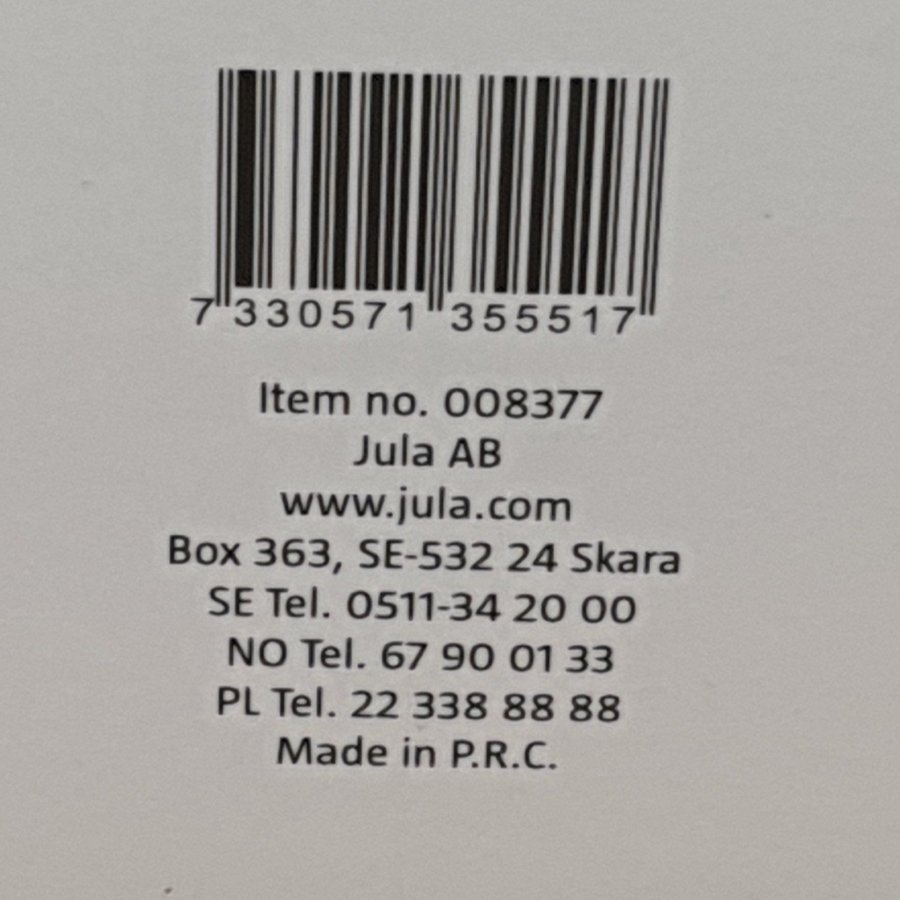 7 330571 355517
Item no. 008377
Jula AB
www.jula.com
Box 363, SE-532 24 Skara
SE Tel. 0511-34 20 00
NO Tel. 67 90 01 33
PL Tel. 22 338 88 88
Made in P.R.C.